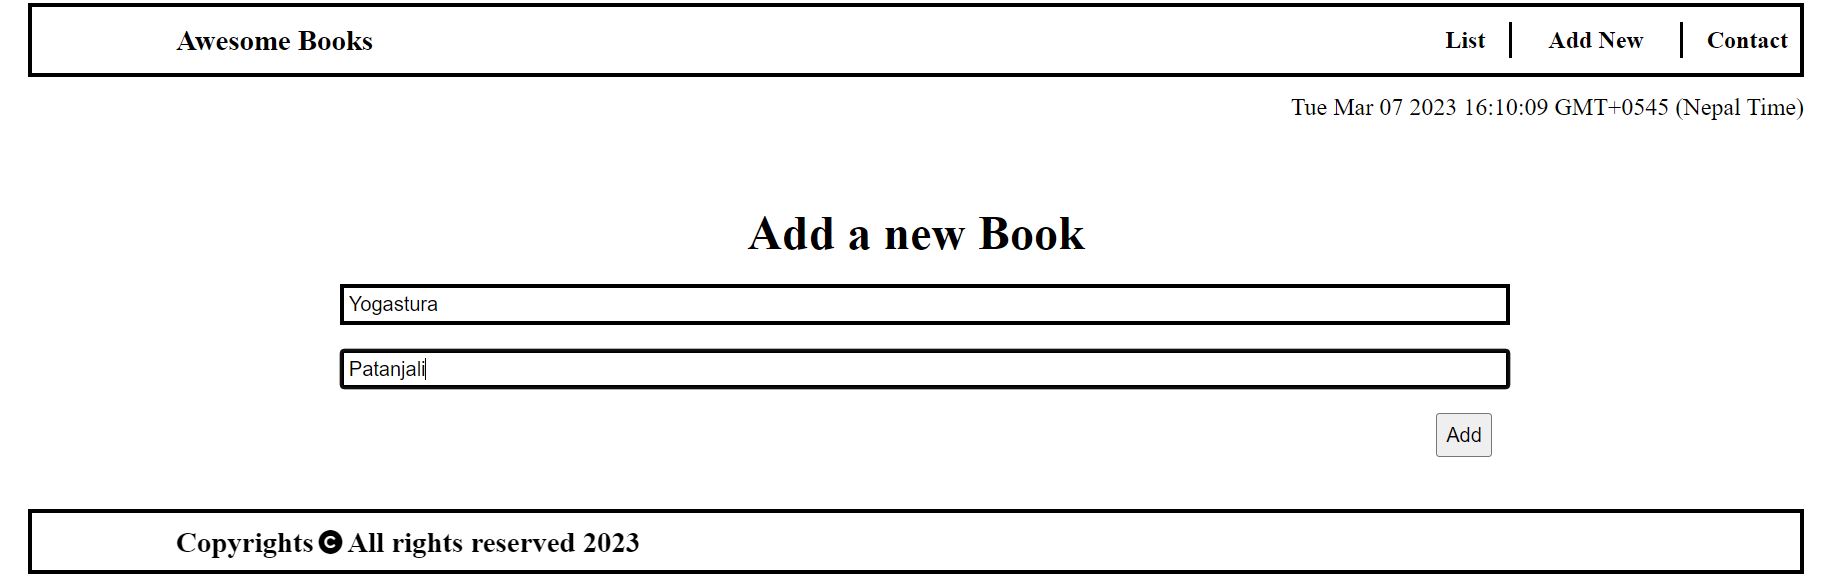 Awesome Books
List
Add New
Contact
Tue Mar 07 2023 16:10:09 GMT+0545 (Nepal Time)
Add a new Book
Yogastura
Patanjali
Add
Copyrights © All rights reserved 2023